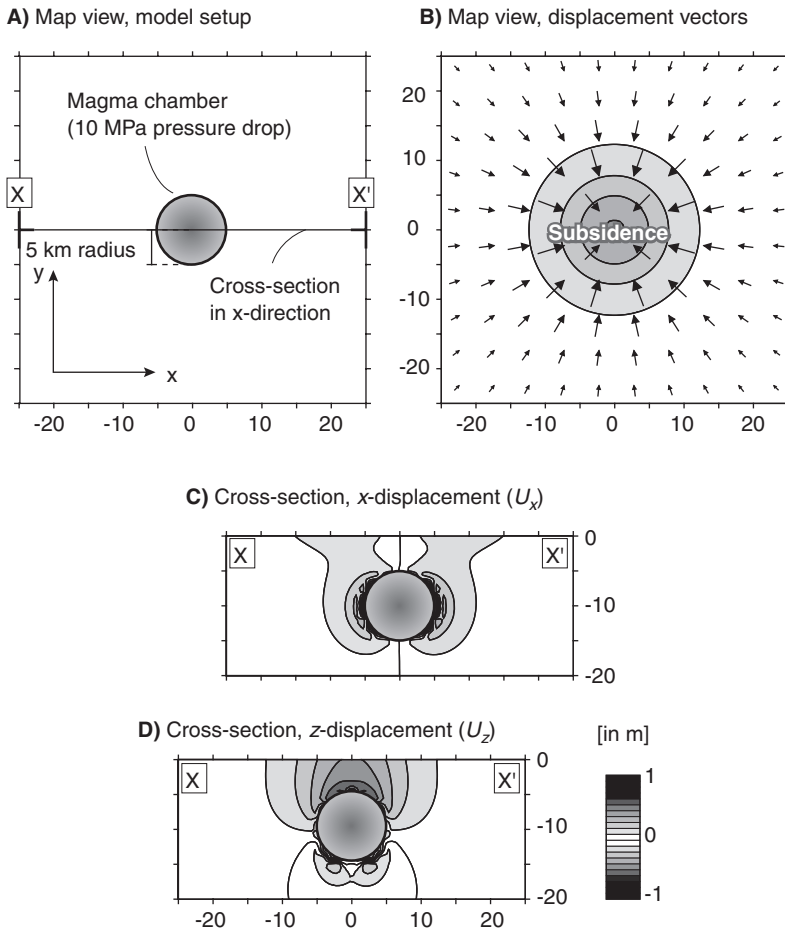 A) Map view, model setup
Magma chamber
(10 MPa pressure drop)
X
X'
5 km radius
y
Cross-section
in x-direction
x
-20
-10
0
10
20
B) Map view, displacement vectors
20
10
0
-10
-20
Subsidence
-20
-10
0
10
20
C) Cross-section, x-displacement (Ux)
X
X'
0
-10
-20
D) Cross-section, z-displacement (Uz)
X
X'
0
-10
-20
-20
-10
0
10
20
[in m]
1
0
-1